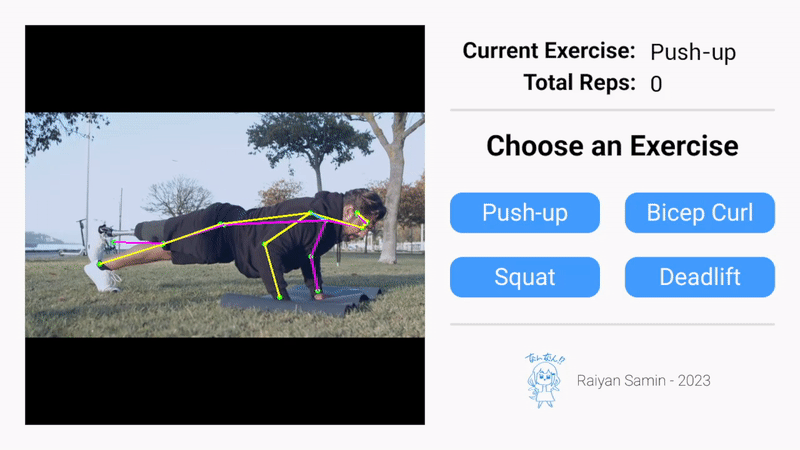 Current Exercise: Push-up
Total Reps: 0
Choose an Exercise
Push-up
Bicep Curl
Squat
Deadlift
Raiyan Samin - 2023